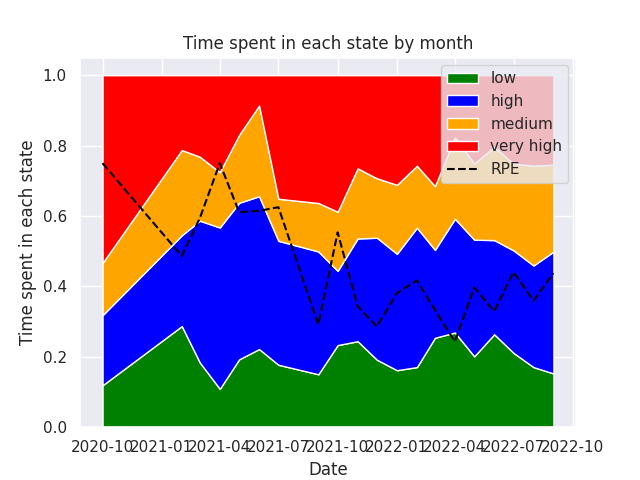 Time spent in each state by month
1.0
0.8
0.6
0.4
0.2
0.0
Time spent in each state
low
high
medium
very high
RPE
2020-10
2021-01
2021-04
2021-07
2021-10
2022-01
2022-04
2022-07
2022-10
Date